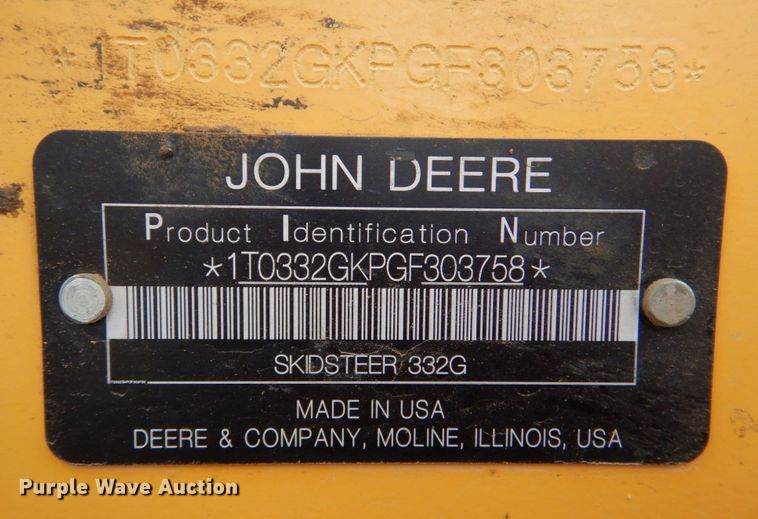 *1T0332GKPGF303758*
JOHN DEERE
Product Identification Number
*1T0332GKPGF303758*
SKIDSTEER 332G
MADE IN USA
DEERE & COMPANY, MOLINE, ILLINOIS, USA
Purple Wave Auction